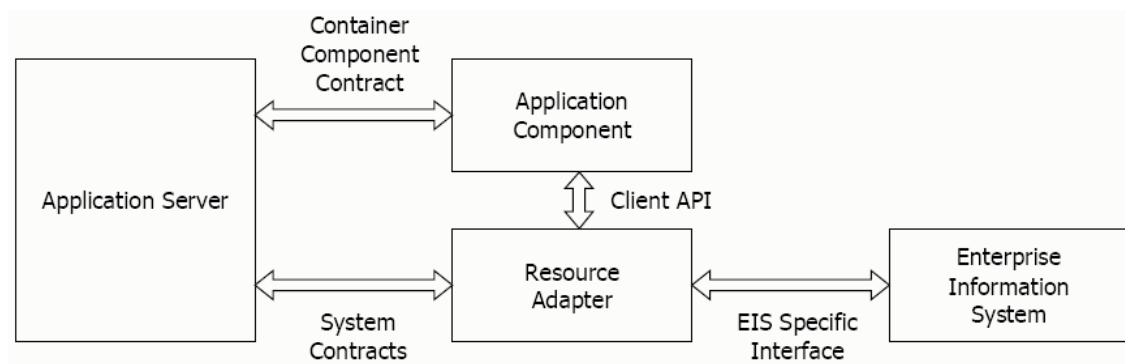 Container
Component
Contract
Application
Component
Application Server
Client API
Resource
Adapter
Enterprise
Information
System
System
Contracts
EIS Specific
Interface